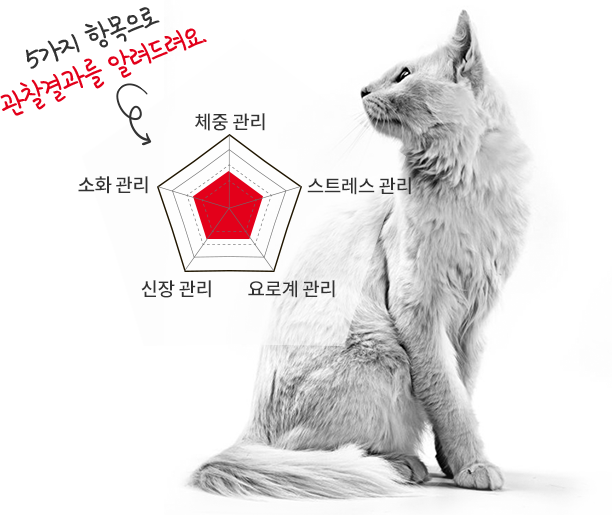 5가지 항목으로
관찰결과를 알려드려요
체중 관리
소화 관리
스트레스 관리
신장 관리
요로계 관리